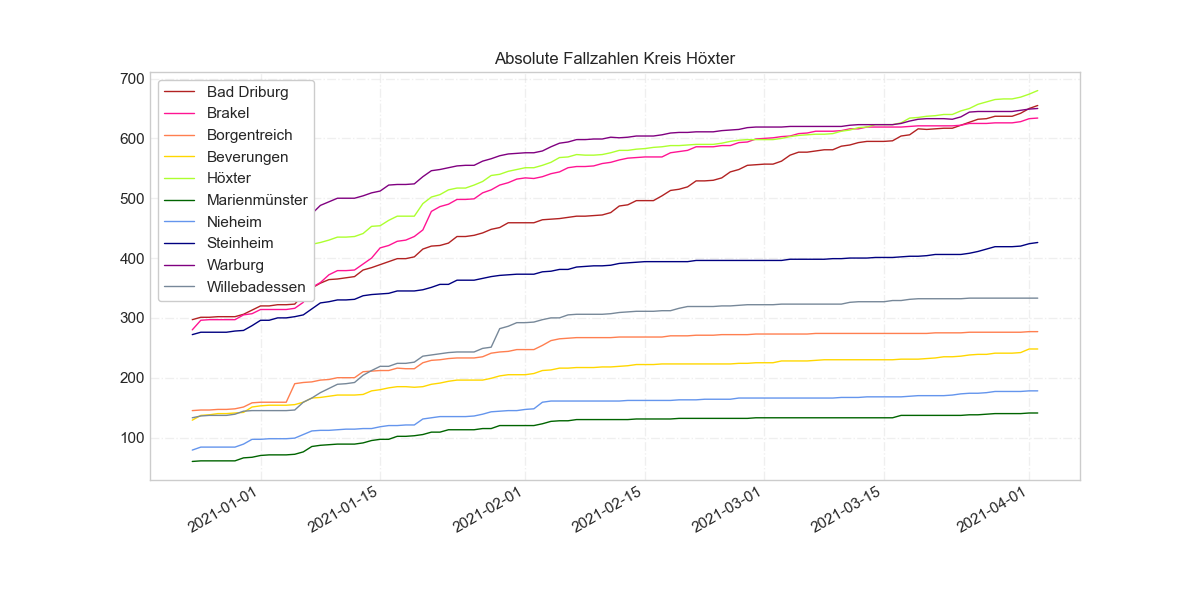 Absolute Fallzahlen Kreis Höxter
700
600
500
400
300
200
100
Bad Driburg
Brakel
Borgentreich
Beverungen
Höxter
Marienmünster
Nieheim
Steinheim
Warburg
Willebadessen
2021-01-01
2021-01-15
2021-02-01
2021-02-15
2021-03-01
2021-03-15
2021-04-01